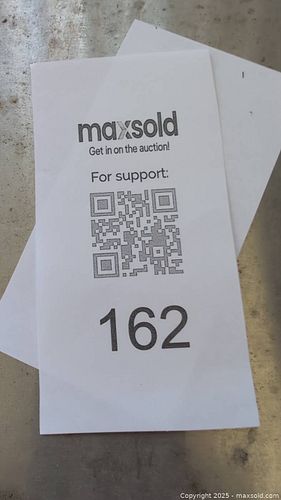 maxsold
Get in on the auction!
For support:
162
Copyright 2025 - maxsold.com